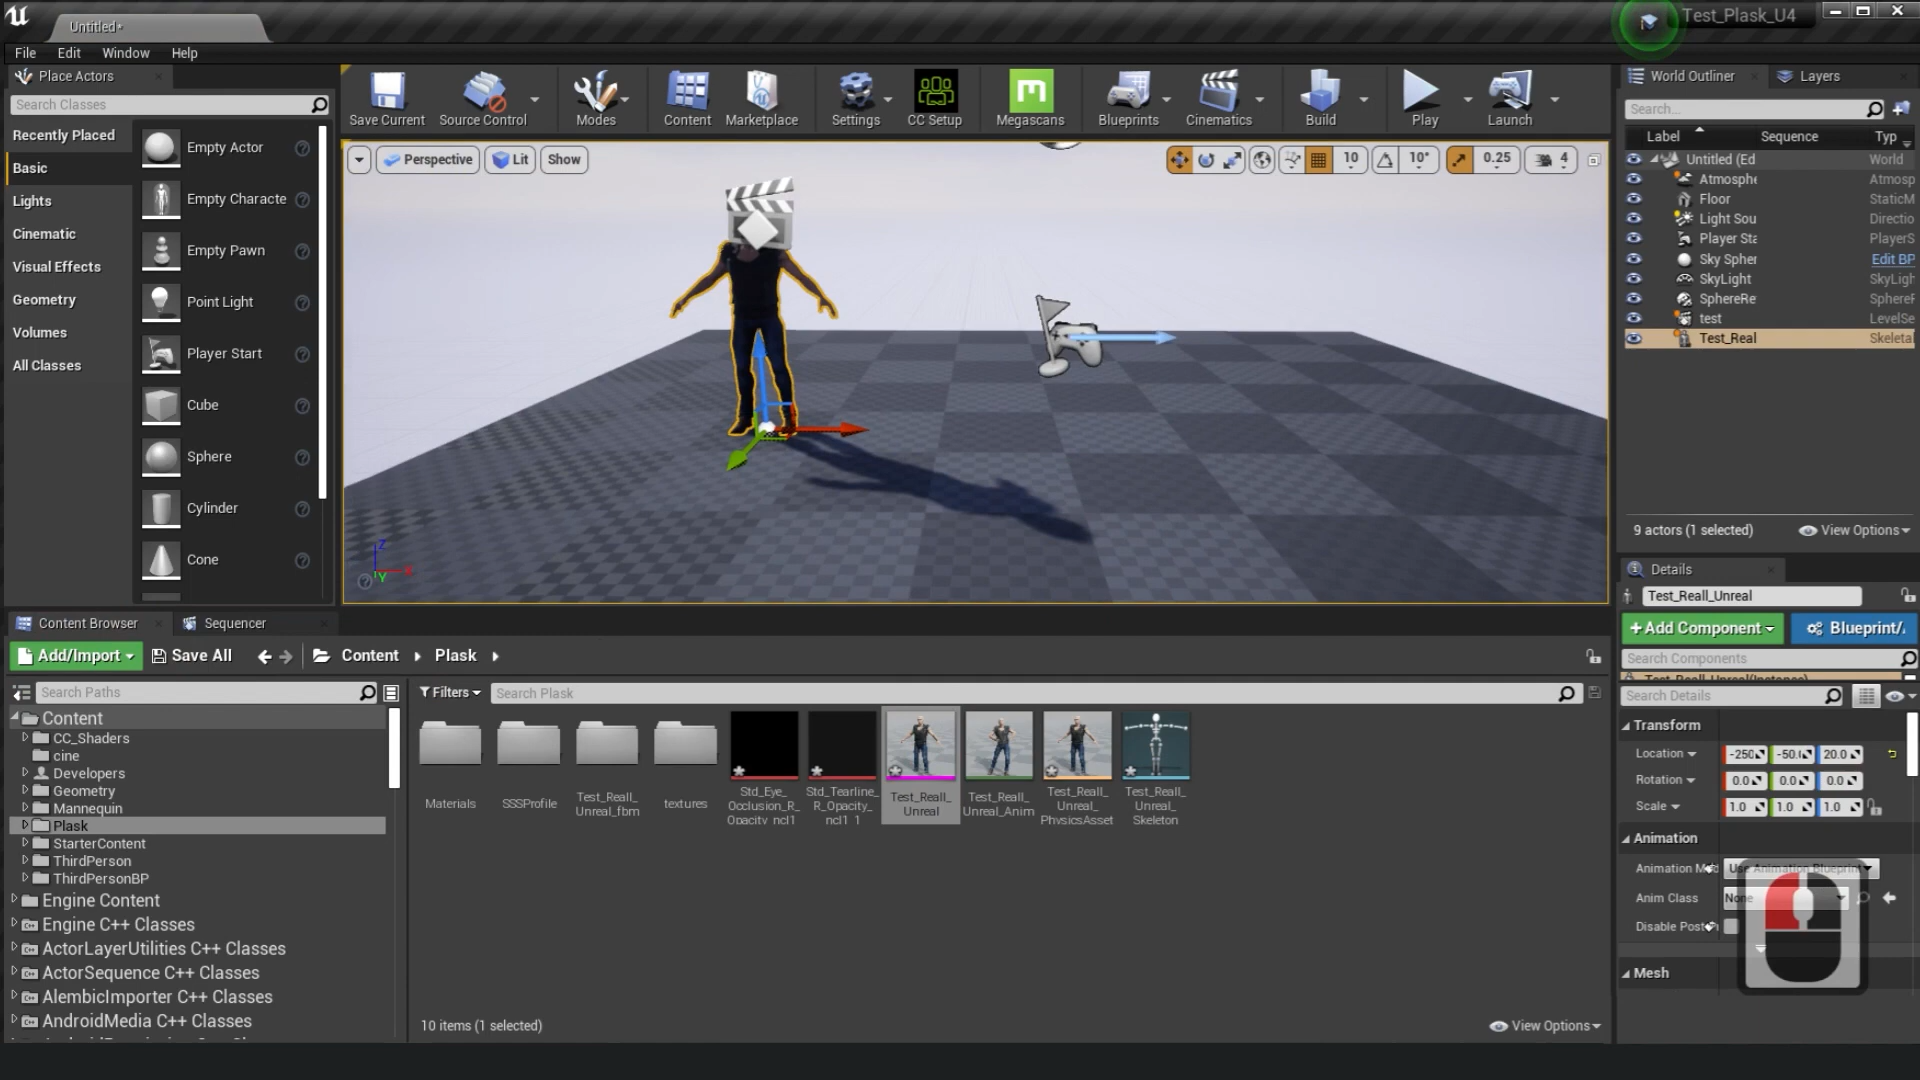 Untitled*
Test_Plask_U4
File Edit Window Help
Place Actors
Search Classes
Recently Placed
Basic
Lights
Cinematic
Visual Effects
Geometry
Volumes
All Classes
Empty Actor
Empty Characte
Empty Pawn
Point Light
Player Start
Cube
Sphere
Cylinder
Cone
Save Current
Source Control
Modes
Content
Marketplace
Settings
CC Setup
Megascans
Blueprints
Cinematics
Build
Play
Launch
Perspective
Lit
Show
10
10°
0.25
4
Z
X
Y
World Outliner
Layers
Search...
Label Sequence Typ
Untitled (Ed World
Atmosphe Atmosp
Floor StaticM
Light Sou Directio
Player Sta PlayerS
Sky Spher Edit BP
SkyLight SkyLigh
SphereRe SphereR
test LevelSe
Test_Real Skeleta
9 actors (1 selected)
View Options
Details
Test_Reall_Unreal
+Add Component
Blueprint/
Search Components
Test_Reall_Unreal(Instance)
Search Details
Transform
Location -250 -50.( 20.0
Rotation 0.0 0.0 0.0
Scale 1.0 1.0 1.0
Animation
Animation M Use Animation Blueprint
Anim Class None
Disable Post
Mesh
Content Browser
Sequencer
Add/Import
Save All
Content
Plask
Search Paths
Content
CC_Shaders
cine
Developers
Geometry
Mannequin
Plask
StarterContent
ThirdPerson
ThirdPersonBP
Engine Content
Engine C++ Classes
ActorLayerUtilities C++ Classes
ActorSequence C++ Classes
AlembicImporter C++ Classes
AndroidMedia C++ Classes
Filters
Search Plask
Materials
SSSProfile
Test_Reall_
Unreal_fbm
textures
Std_Eye_
Occlusion_R_
Opacity_ncl1
Std_Tearline_
R_Opacity_
ncl1_1
Test_Reall_
Unreal
Test_Reall_
Unreal_Anim
Test_Reall_
Unreal_
PhysicsAsset
Test_Reall_
Unreal_
Skeleton
10 items (1 selected)
View Options